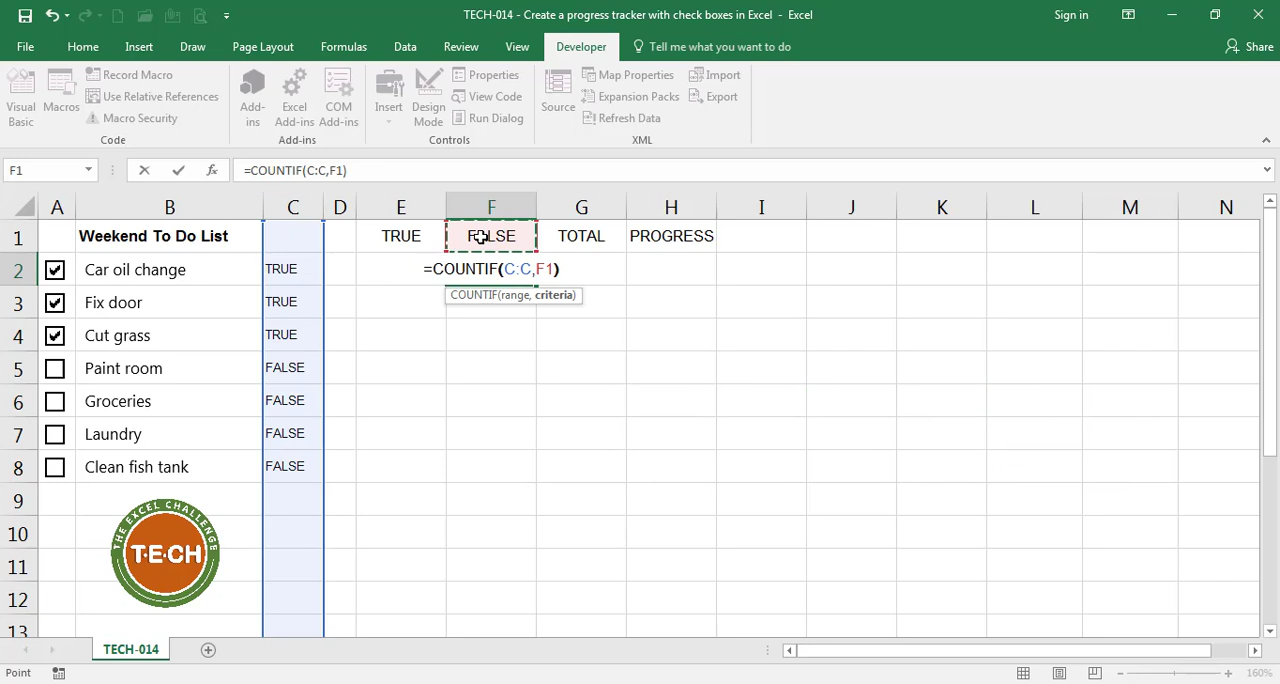 TECH-014 - Create a progress tracker with check boxes in Excel - Excel
Sign in
File Home Insert Draw Page Layout Formulas Data Review View Developer Tell me what you want to do Share
Visual Basic
Macros
Record Macro
Use Relative References
Macro Security
Code
Add-ins
Excel Add-ins
COM Add-ins
Add-ins
Insert
Design Mode
Properties
View Code
Run Dialog
Controls
Source
Map Properties
Expansion Packs
Refresh Data
Import
Export
XML
F1 fx =COUNTIF(C:C,F1)
A B C D E F G H I J K L M N
1 Weekend To Do List TRUE FALSE TOTAL PROGRESS
2 Car oil change TRUE =COUNTIF(C:C,F1)
COUNTIF(range, criteria)
3 Fix door TRUE
4 Cut grass TRUE
5 Paint room FALSE
6 Groceries FALSE
7 Laundry FALSE
8 Clean fish tank FALSE
9
10
11
12
13
THE EXCEL CHALLENGE
T·E·CH
TECH-014
Point
160%